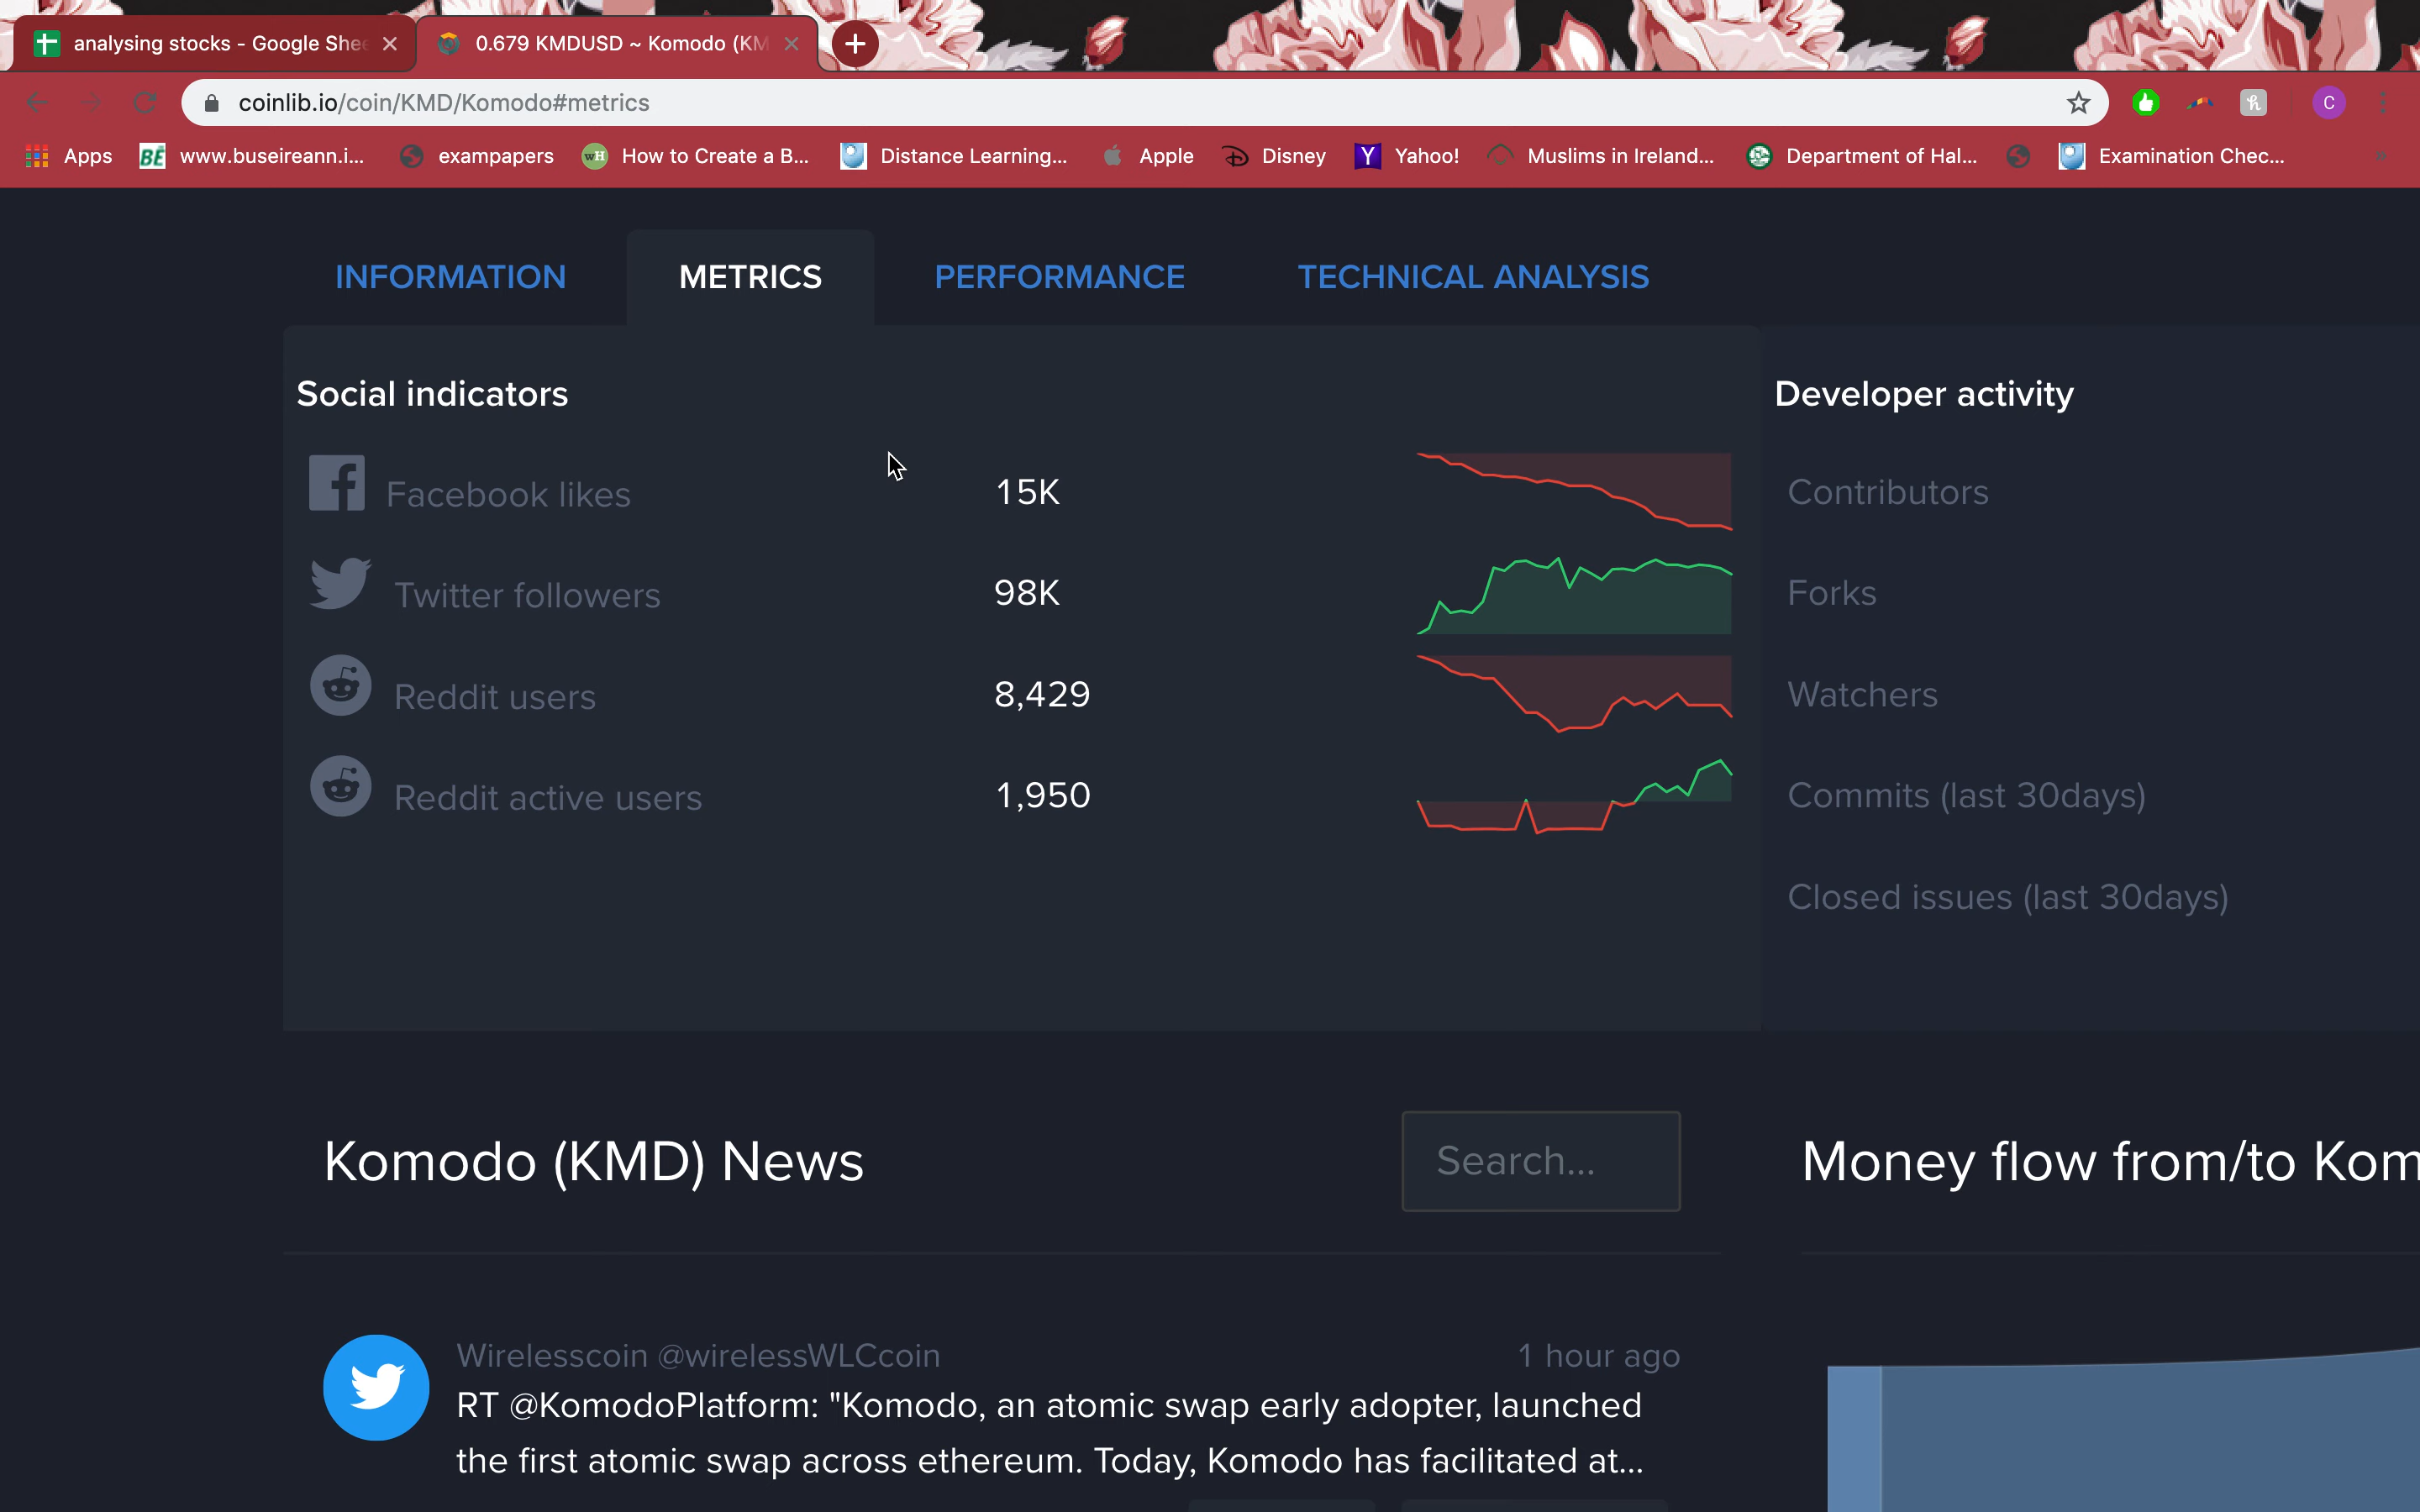 analysing stocks - Google Shee
0.679 KMDUSD ~ Komodo (KM
coinlib.io/coin/KMD/Komodo#metrics
C
Apps
BÉ www.buseireann.i...
exampapers
wH How to Create a B...
Distance Learning...
Apple
Disney
Y Yahoo!
Muslims in Ireland...
Department of Hal...
Examination Chec...
INFORMATION
METRICS
PERFORMANCE
TECHNICAL ANALYSIS
Social indicators
Facebook likes 15K
Twitter followers 98K
Reddit users 8,429
Reddit active users 1,950
Developer activity
Contributors
Forks
Watchers
Commits (last 30days)
Closed issues (last 30days)
Komodo (KMD) News
Search...
Wirelesscoin @wirelessWLCcoin 1 hour ago
RT @KomodoPlatform: "Komodo, an atomic swap early adopter, launched
the first atomic swap across ethereum. Today, Komodo has facilitated at...
Money flow from/to Kom